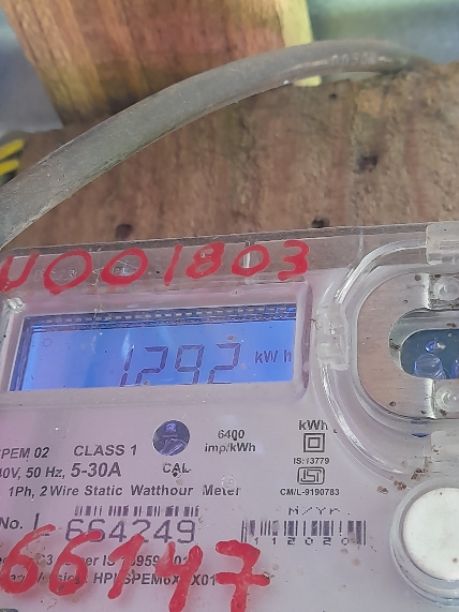 U001803
1292 kWh
6400
imp/kWh
kWh
PEM 02 CLASS 1
CAL
IS:13779
40V, 50 Hz, 5-30A
1Ph, 2 Wire Static Watthour Meter
CM/L-9190783
M/YR
No. L 664249
112020
66147